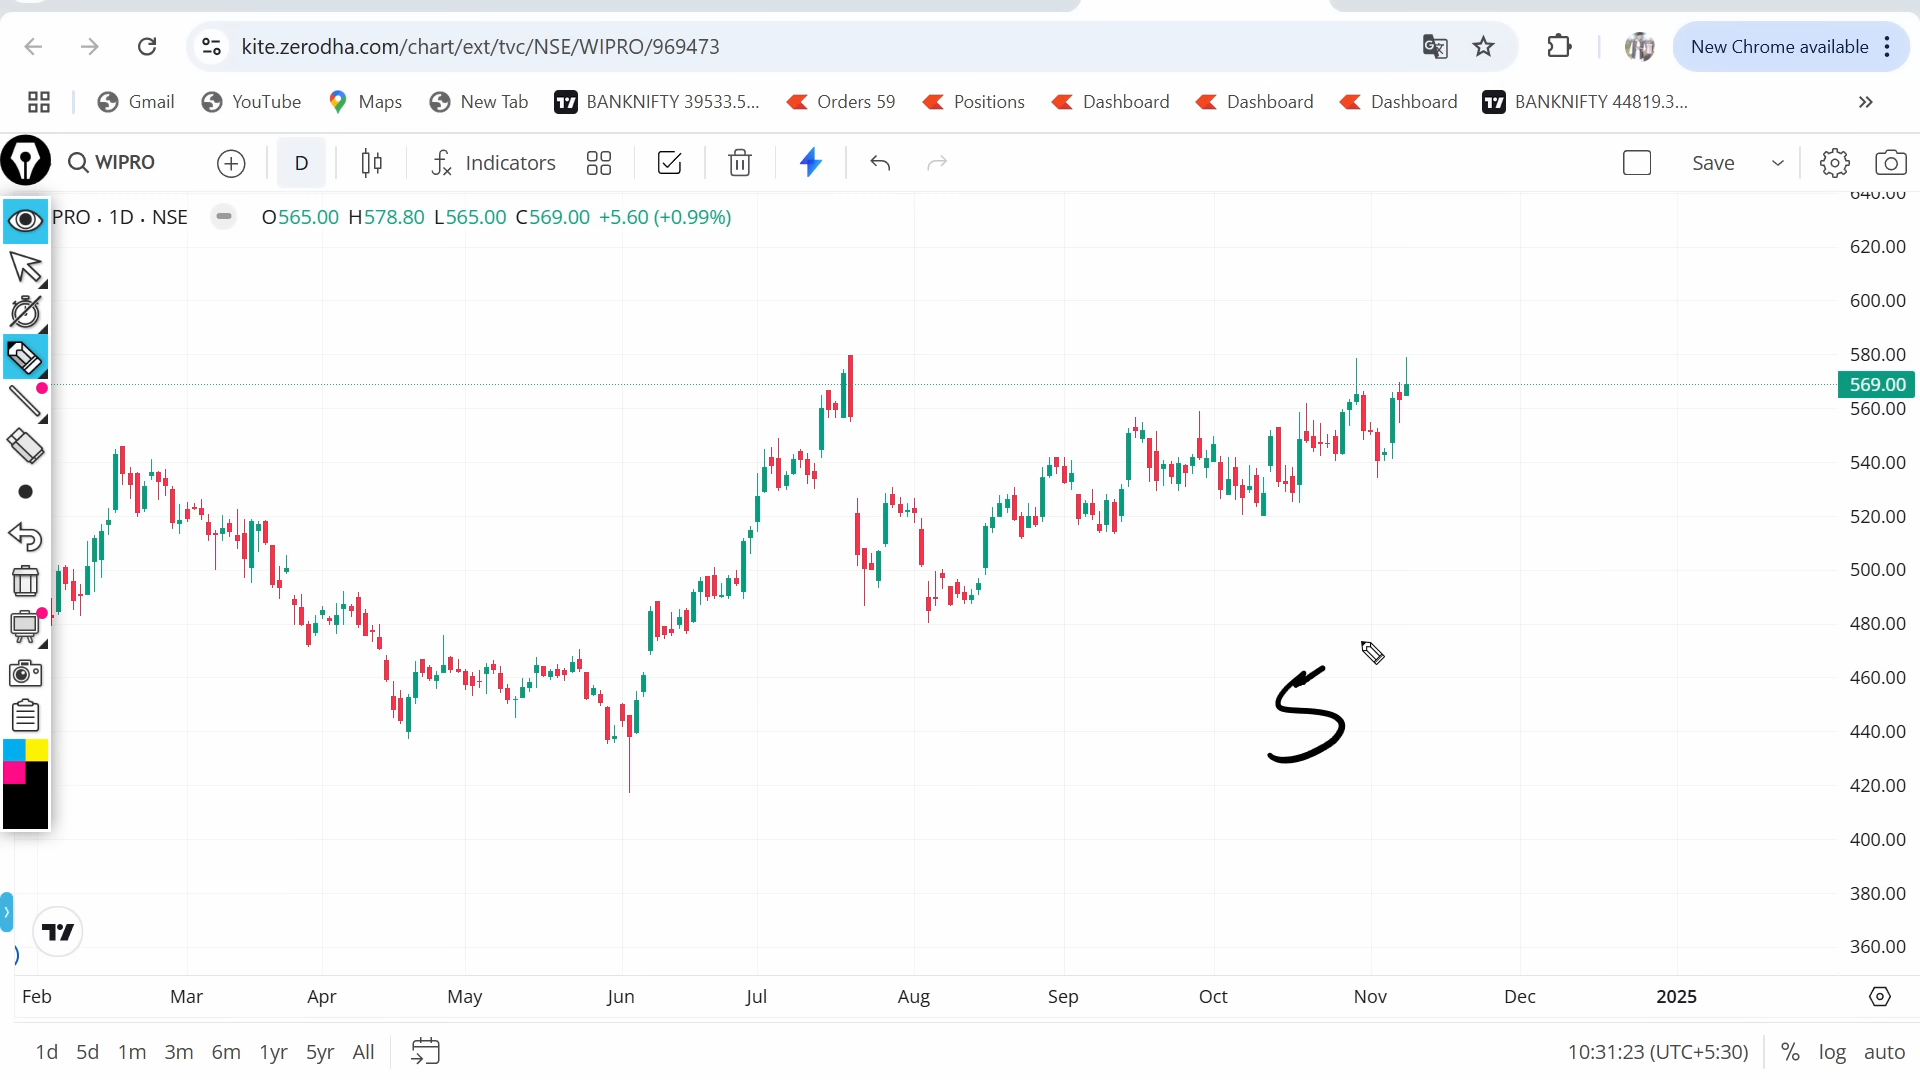 kite.zerodha.com/chart/ext/tvc/NSE/WIPRO/969473
New Chrome available
Gmail
YouTube
Maps
New Tab
BANKNIFTY 39533.5...
Orders 59
Positions
Dashboard
Dashboard
Dashboard
BANKNIFTY 44819.3...
»
WIPRO
D
Indicators
Save
PRO · 1D · NSE
O565.00 H578.80 L565.00 C569.00 +5.60 (+0.99%)
640.00
620.00
600.00
580.00
569.00
560.00
540.00
520.00
500.00
480.00
460.00
440.00
420.00
400.00
380.00
360.00
S
Feb Mar Apr May Jun Jul Aug Sep Oct Nov Dec 2025
1d 5d 1m 3m 6m 1yr 5yr All
10:31:23 (UTC+5:30) % log auto